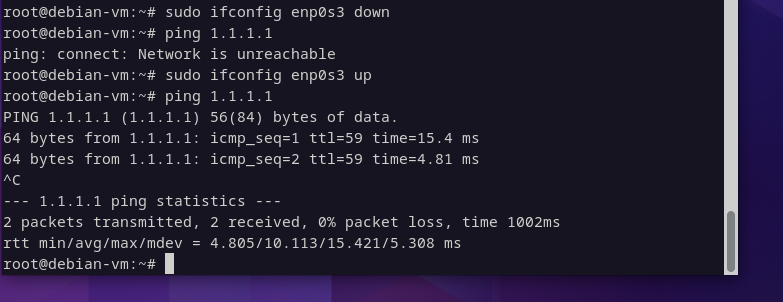 root@debian-vm:~# sudo ifconfig enp0s3 down
root@debian-vm:~# ping 1.1.1.1
ping: connect: Network is unreachable
root@debian-vm:~# sudo ifconfig enp0s3 up
root@debian-vm:~# ping 1.1.1.1
PING 1.1.1.1 (1.1.1.1) 56(84) bytes of data.
64 bytes from 1.1.1.1: icmp_seq=1 ttl=59 time=15.4 ms
64 bytes from 1.1.1.1: icmp_seq=2 ttl=59 time=4.81 ms
^C
--- 1.1.1.1 ping statistics ---
2 packets transmitted, 2 received, 0% packet loss, time 1002ms
rtt min/avg/max/mdev = 4.805/10.113/15.421/5.308 ms
root@debian-vm:~#